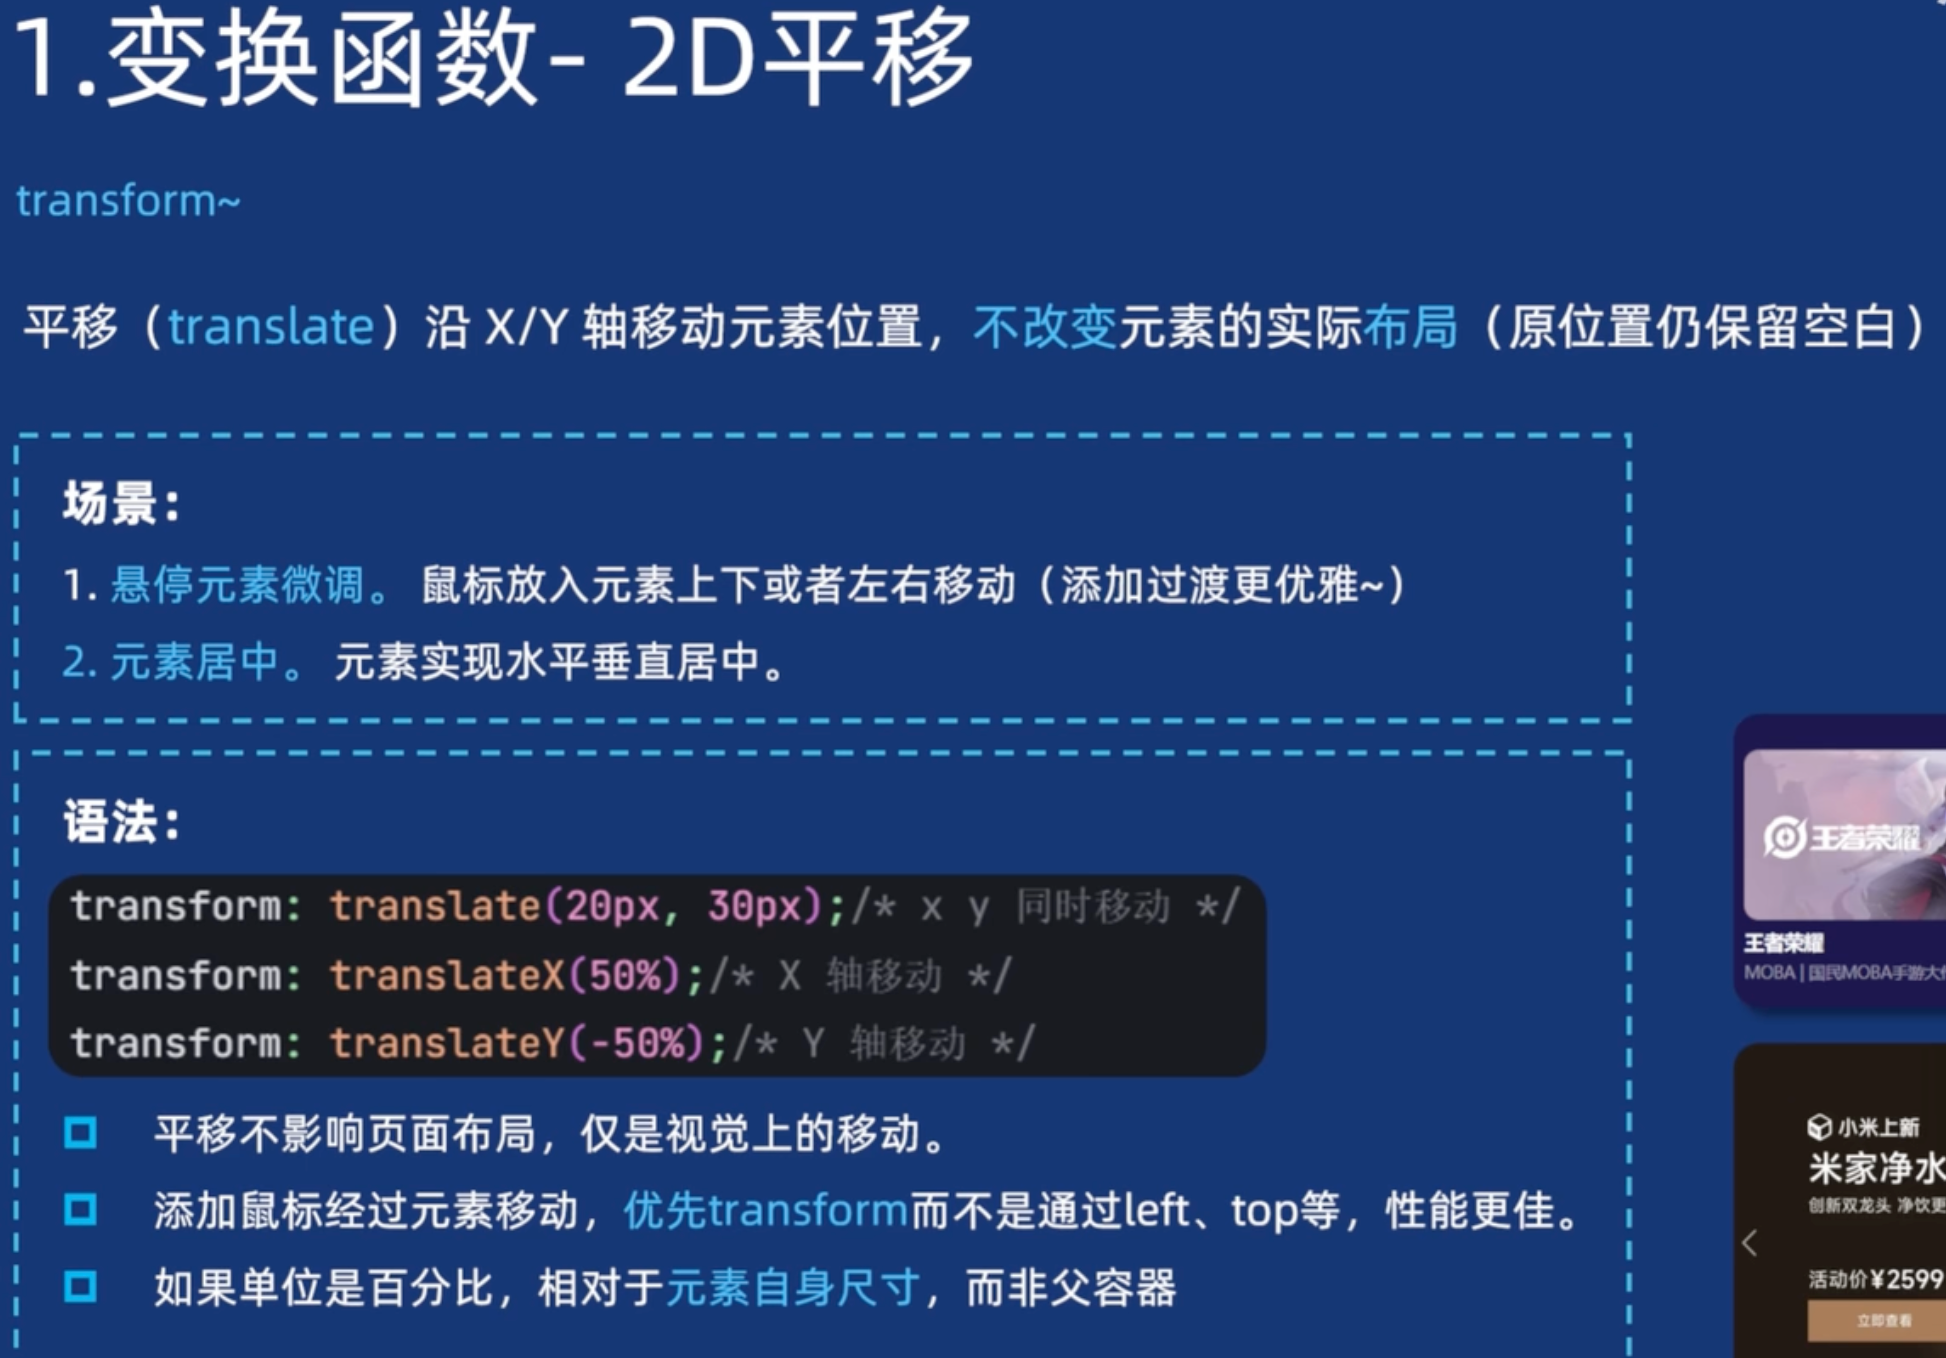 1.变换函数- 2D平移
transform~
平移（translate）沿 X/Y 轴移动元素位置，不改变元素的实际布局（原位置仍保留空白）
场景：
1. 悬停元素微调。 鼠标放入元素上下或者左右移动（添加过渡更优雅~）
2. 元素居中。 元素实现水平垂直居中。
语法：
transform: translate(20px, 30px);/* x y 同时移动 */
transform: translateX(50%);/* X 轴移动 */
transform: translateY(-50%);/* Y 轴移动 */
平移不影响页面布局，仅是视觉上的移动。
添加鼠标经过元素移动，优先transform而不是通过left、top等，性能更佳。
如果单位是百分比，相对于元素自身尺寸，而非父容器
王者荣耀
王者荣耀
MOBA | 国民MOBA手游大
小米上新
米家净水
创新双龙头 净饮更
活动价¥2599
立即查看